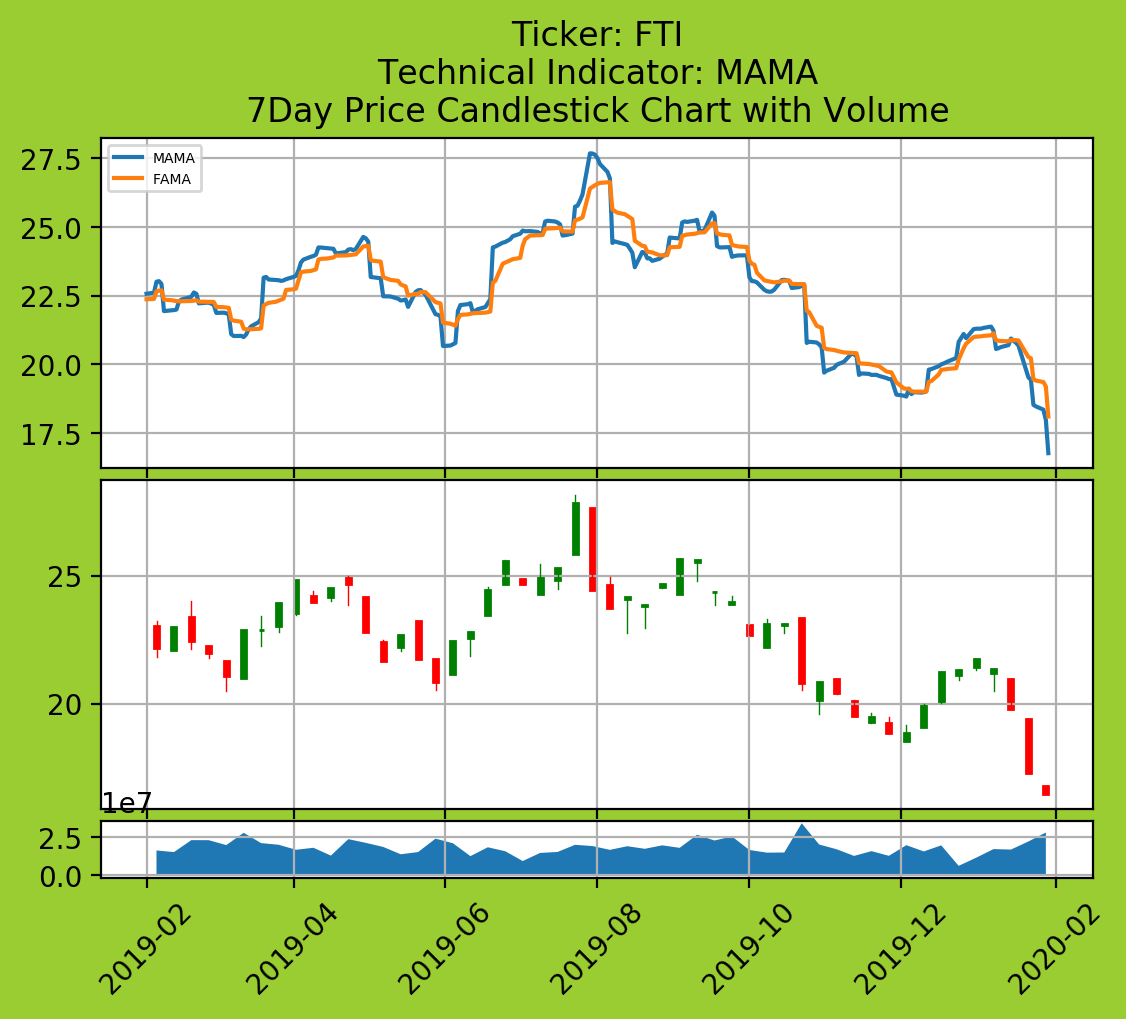 Ticker: FTI
Technical Indicator: MAMA
7Day Price Candlestick Chart with Volume
MAMA
FAMA
27.5
25.0
22.5
20.0
17.5
25
20
1e7
2.5
0.0
2019-02
2019-04
2019-06
2019-08
2019-10
2019-12
2020-02